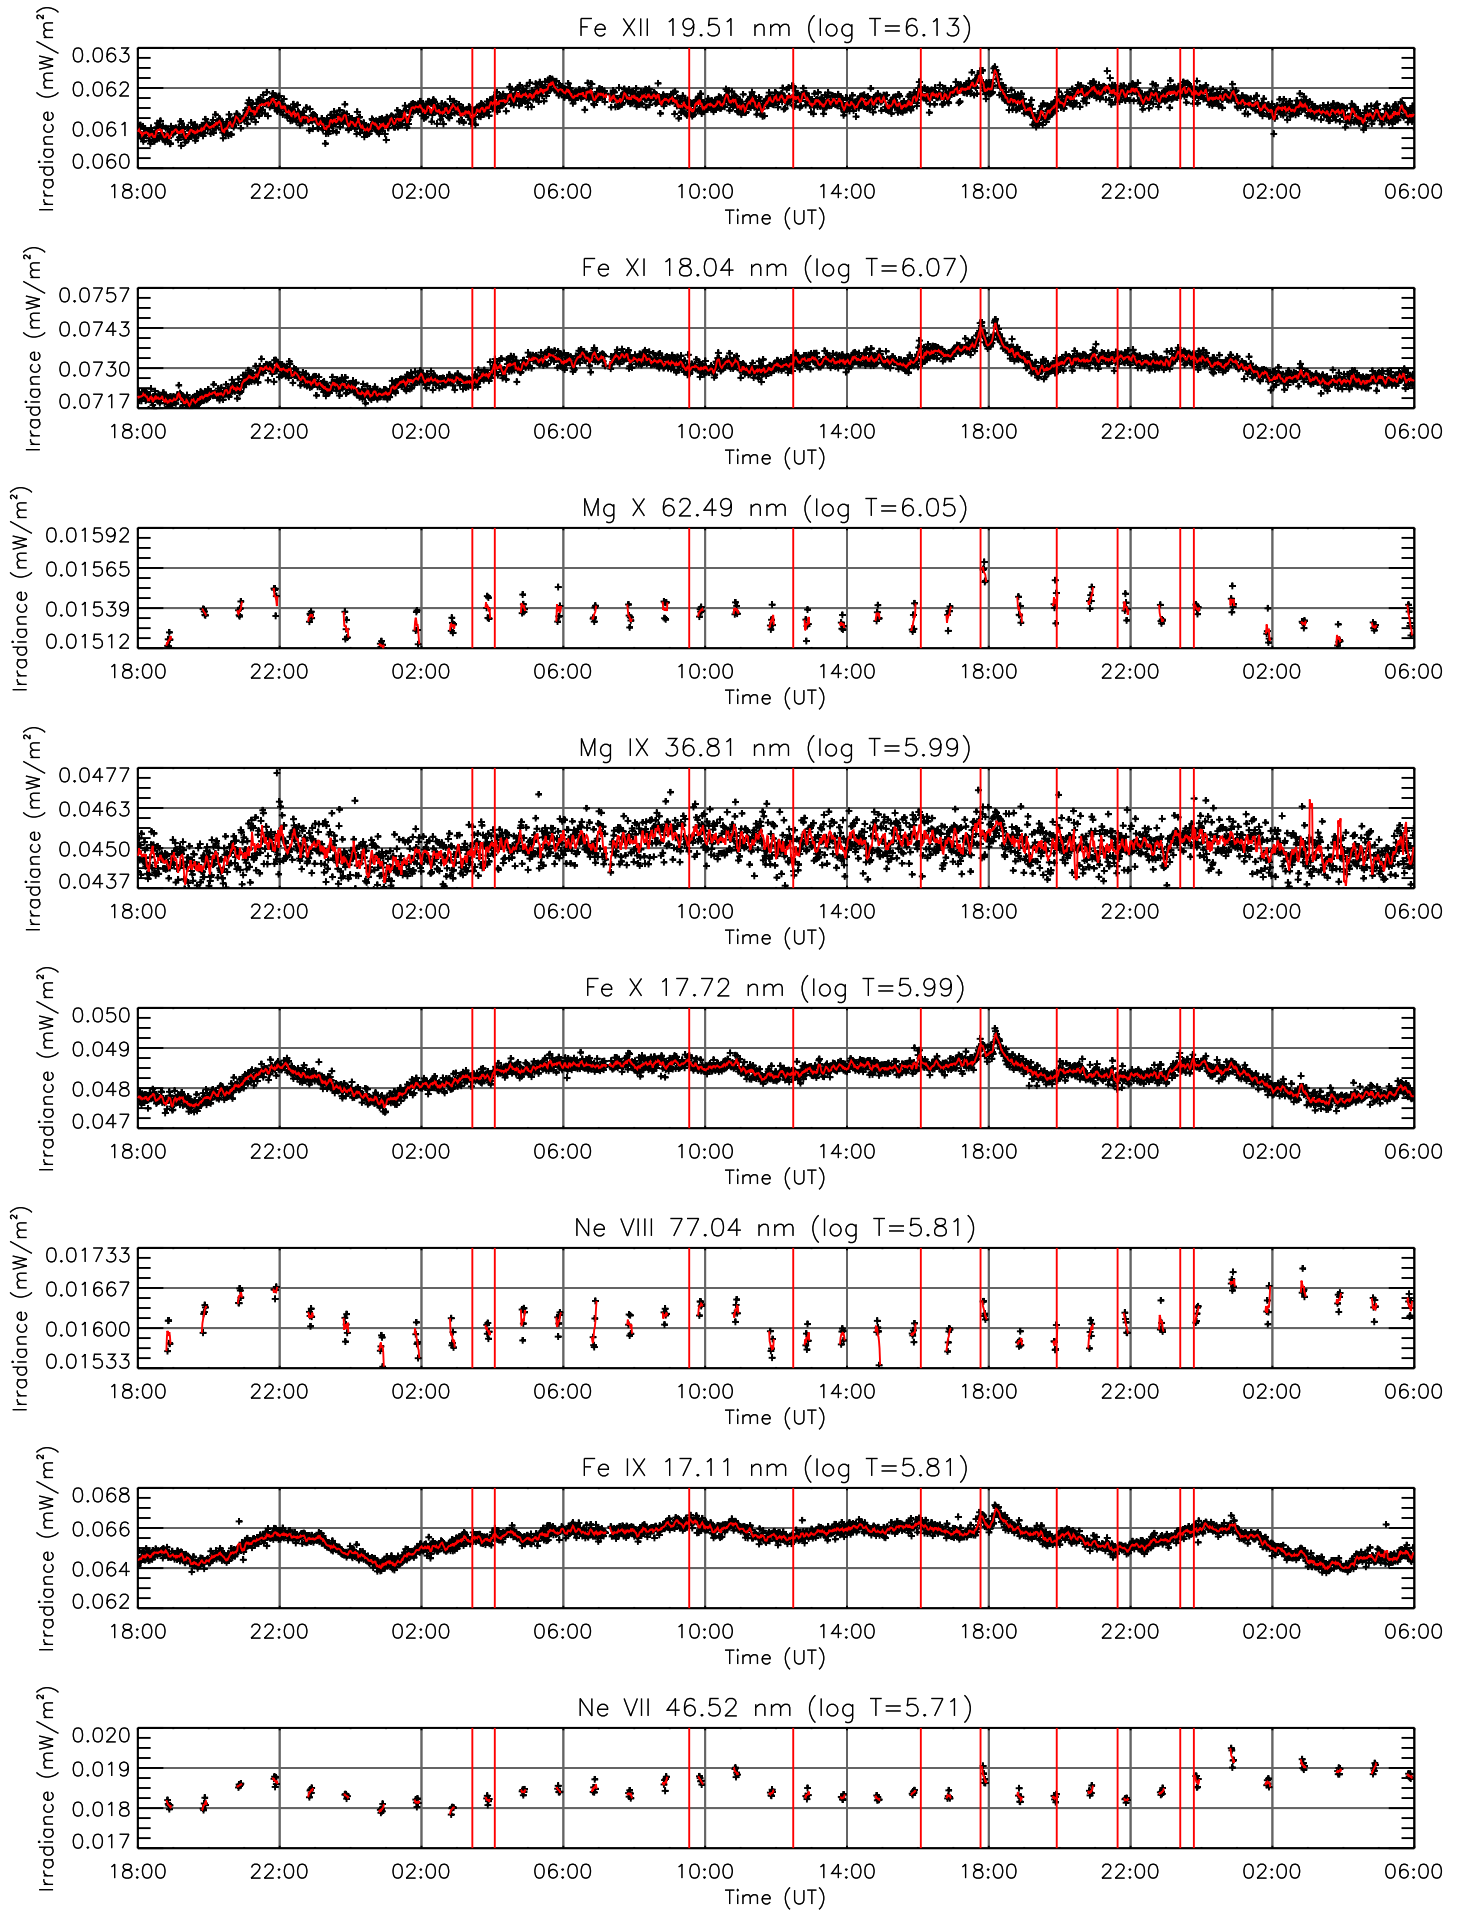 Fe XII 19.51 nm (log T=6.13)
Irradiance (mW/m²)
0.063
0.062
0.061
0.060
18:00 22:00 02:00 06:00 10:00 14:00 18:00 22:00 02:00 06:00
Time (UT)
Fe XI 18.04 nm (log T=6.07)
Irradiance (mW/m²)
0.0757
0.0743
0.0730
0.0717
18:00 22:00 02:00 06:00 10:00 14:00 18:00 22:00 02:00 06:00
Time (UT)
Mg X 62.49 nm (log T=6.05)
Irradiance (mW/m²)
0.01592
0.01565
0.01539
0.01512
18:00 22:00 02:00 06:00 10:00 14:00 18:00 22:00 02:00 06:00
Time (UT)
Mg IX 36.81 nm (log T=5.99)
Irradiance (mW/m²)
0.0477
0.0463
0.0450
0.0437
18:00 22:00 02:00 06:00 10:00 14:00 18:00 22:00 02:00 06:00
Time (UT)
Fe X 17.72 nm (log T=5.99)
Irradiance (mW/m²)
0.050
0.049
0.048
0.047
18:00 22:00 02:00 06:00 10:00 14:00 18:00 22:00 02:00 06:00
Time (UT)
Ne VIII 77.04 nm (log T=5.81)
Irradiance (mW/m²)
0.01733
0.01667
0.01600
0.01533
18:00 22:00 02:00 06:00 10:00 14:00 18:00 22:00 02:00 06:00
Time (UT)
Fe IX 17.11 nm (log T=5.81)
Irradiance (mW/m²)
0.068
0.066
0.064
0.062
18:00 22:00 02:00 06:00 10:00 14:00 18:00 22:00 02:00 06:00
Time (UT)
Ne VII 46.52 nm (log T=5.71)
Irradiance (mW/m²)
0.020
0.019
0.018
0.017
18:00 22:00 02:00 06:00 10:00 14:00 18:00 22:00 02:00 06:00
Time (UT)